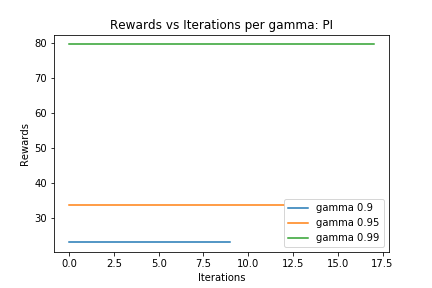 Rewards vs Iterations per gamma: PI
80
70
60
50
40
30
Rewards
0.0 2.5 5.0 7.5 10.0 12.5 15.0 17.5
Iterations
gamma 0.9
gamma 0.95
gamma 0.99